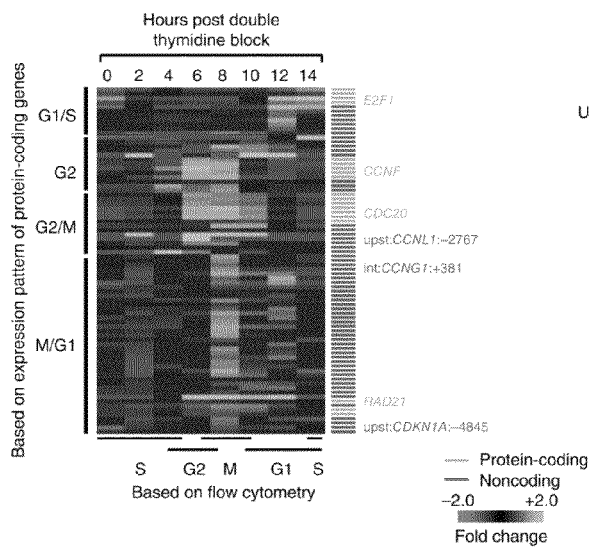 Hours post double
thymidine block
0 2 4 6 8 10 12 14
Based on expression pattern of protein-coding genes
G1/S
G2
G2/M
M/G1
E2F1
U
CCNF
CDC20
upst:CCNL1:–2767
int:CCNG1:+381
RAD21
upst:CDKN1A:–4845
S G2 M G1 S
Based on flow cytometry
Protein-coding
Noncoding
–2.0 +2.0
Fold change